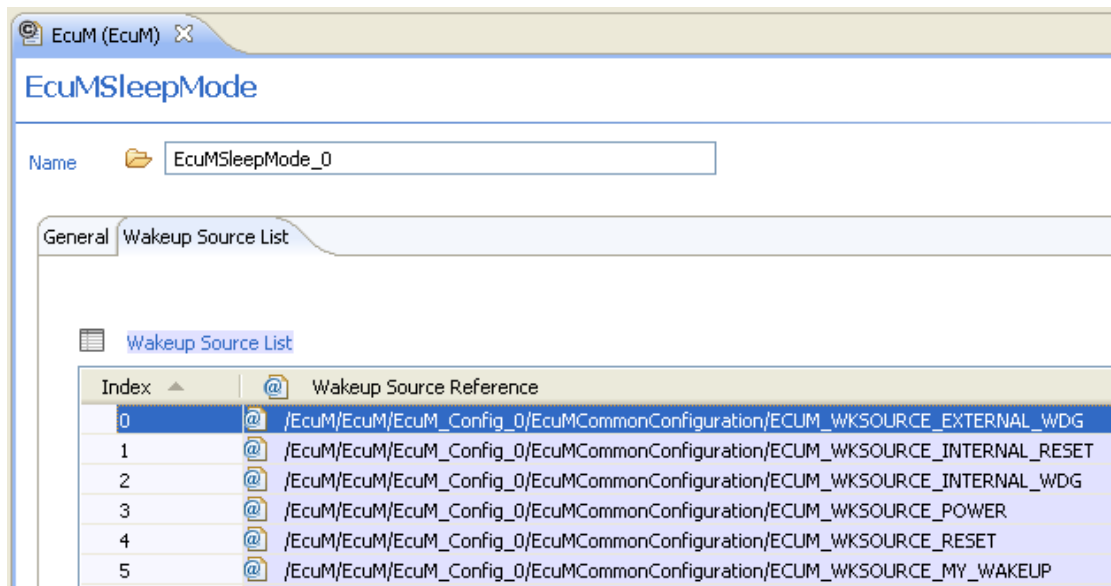 EcuM (EcuM)
EcuMSleepMode
Name EcuMSleepMode_0
General Wakeup Source List
Wakeup Source List
Index @ Wakeup Source Reference
0 @ /EcuM/EcuM/EcuM_Config_0/EcuMCommonConfiguration/ECUM_WKSOURCE_EXTERNAL_WDG
1 @ /EcuM/EcuM/EcuM_Config_0/EcuMCommonConfiguration/ECUM_WKSOURCE_INTERNAL_RESET
2 @ /EcuM/EcuM/EcuM_Config_0/EcuMCommonConfiguration/ECUM_WKSOURCE_INTERNAL_WDG
3 @ /EcuM/EcuM/EcuM_Config_0/EcuMCommonConfiguration/ECUM_WKSOURCE_POWER
4 @ /EcuM/EcuM/EcuM_Config_0/EcuMCommonConfiguration/ECUM_WKSOURCE_RESET
5 @ /EcuM/EcuM/EcuM_Config_0/EcuMCommonConfiguration/ECUM_WKSOURCE_MY_WAKEUP